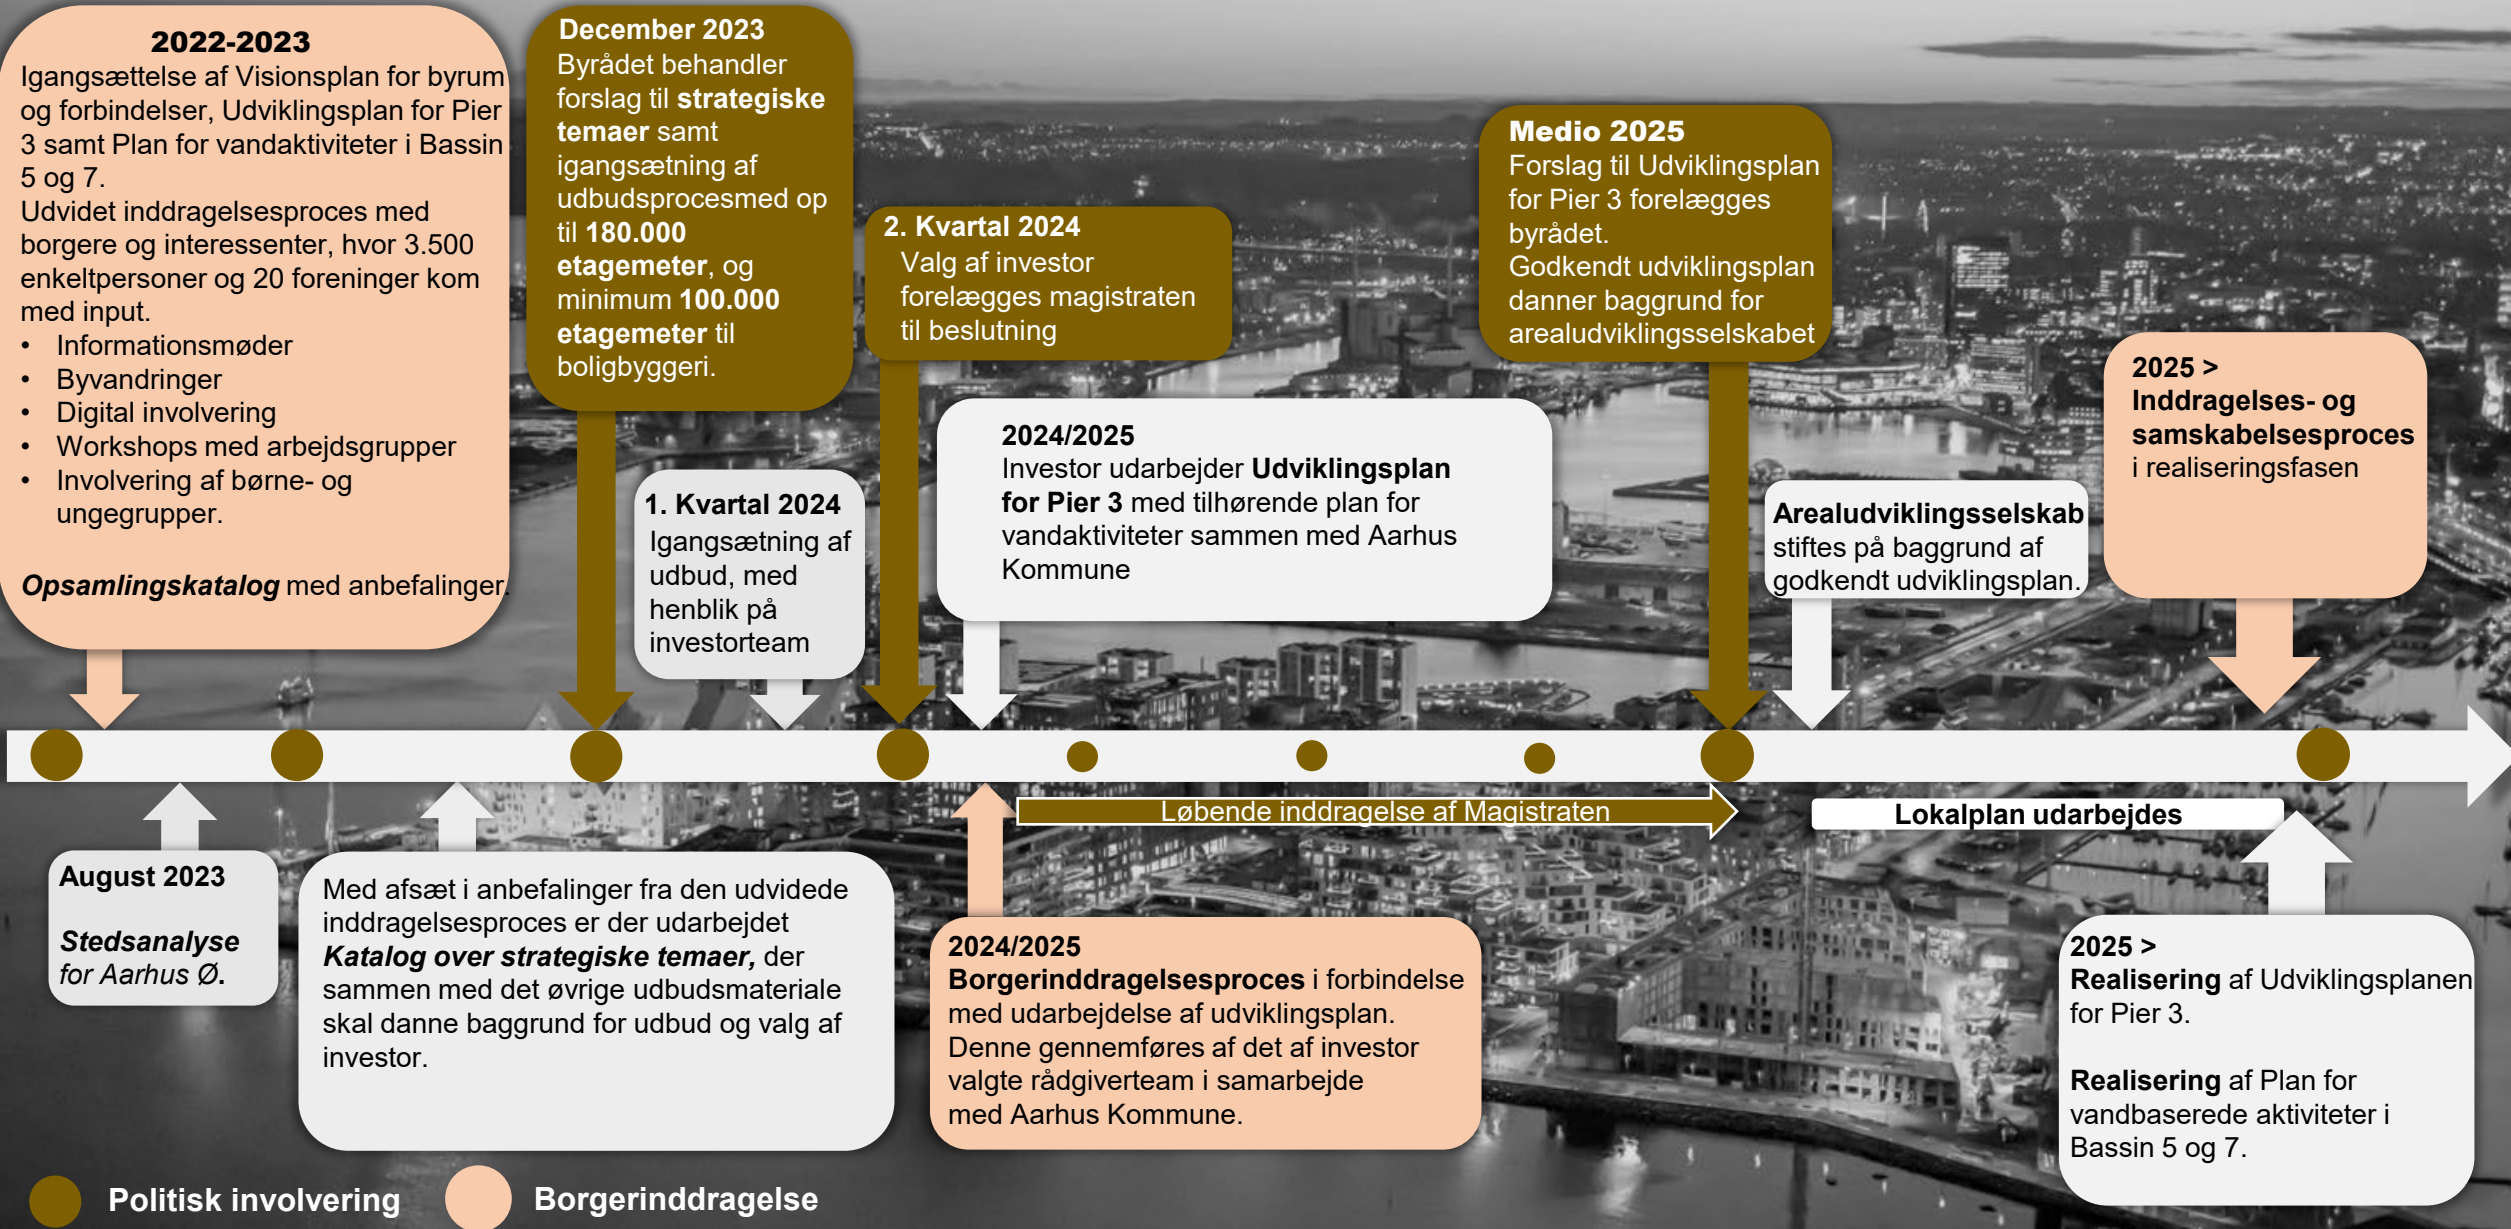 2022-2023
Igangsættelse af Visionsplan for byrum
og forbindelser, Udviklingsplan for Pier
3 samt Plan for vandaktiviteter i Bassin
5 og 7.
Udvidet inddragelsesproces med
borgere og interessenter, hvor 3.500
enkeltpersoner og 20 foreninger kom
med input.
• Informationsmøder
• Byvandringer
• Digital involvering
• Workshops med arbejdsgrupper
• Involvering af børne- og
ungegrupper.
Opsamlingskatalog med anbefalinger.
December 2023
Byrådet behandler
forslag til strategiske
temaer samt
igangsætning af
udbudsprocesmed op
til 180.000
etagemeter, og
minimum 100.000
etagemeter til
boligbyggeri.
1. Kvartal 2024
Igangsætning af
udbud, med
henblik på
investorteam
2. Kvartal 2024
Valg af investor
forelægges magistraten
til beslutning
2024/2025
Investor udarbejder Udviklingsplan
for Pier 3 med tilhørende plan for
vandaktiviteter sammen med Aarhus
Kommune
Medio 2025
Forslag til Udviklingsplan
for Pier 3 forelægges
byrådet.
Godkendt udviklingsplan
danner baggrund for
arealudviklingsselskabet
Arealudviklingsselskab
stiftes på baggrund af
godkendt udviklingsplan.
2025 >
Inddragelses- og
samskabelsesproces
i realiseringsfasen
Løbende inddragelse af Magistraten
Lokalplan udarbejdes
August 2023
Stedsanalyse
for Aarhus Ø.
Med afsæt i anbefalinger fra den udvidede
inddragelsesproces er der udarbejdet
Katalog over strategiske temaer, der
sammen med det øvrige udbudsmateriale
skal danne baggrund for udbud og valg af
investor.
2024/2025
Borgerinddragelsesproces i forbindelse
med udarbejdelse af udviklingsplan.
Denne gennemføres af det af investor
valgte rådgiverteam i samarbejde
med Aarhus Kommune.
2025 >
Realisering af Udviklingsplanen
for Pier 3.
Realisering af Plan for
vandbaserede aktiviteter i
Bassin 5 og 7.
Politisk involvering
Borgerinddragelse